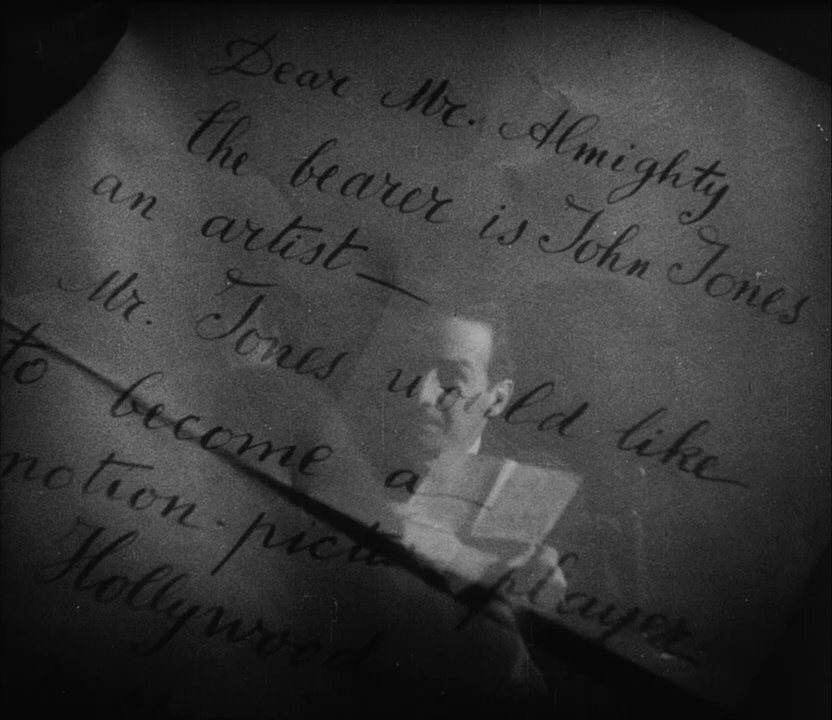 Dear Mr. Almighty
the bearer is John Jones
an artist—
Mr. Jones would like
to become a
motion-picture player
Hollywood